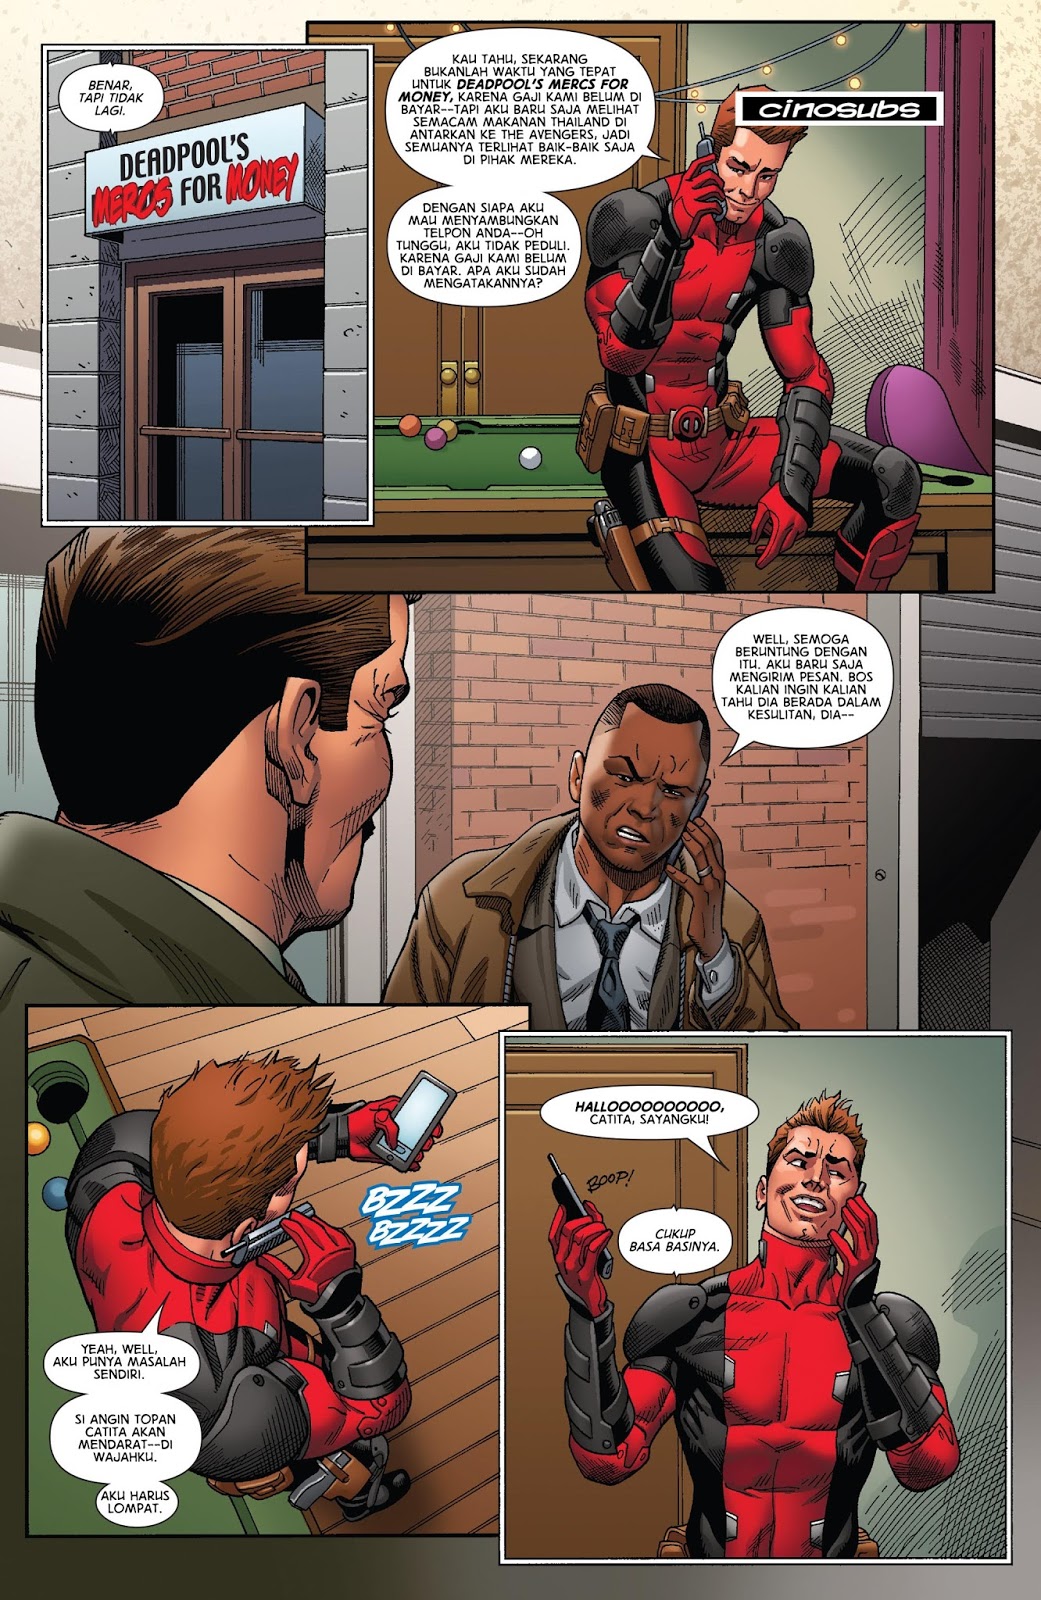 BENAR,
TAPI TIDAK
LAGI.
DEADPOOL'S
MERCS FOR MONEY
KAU TAHU, SEKARANG
BUKANLAH WAKTU YANG TEPAT
UNTUK DEADPOOL'S MERCS FOR
MONEY, KARENA GAJI KAMI BELUM DI
BAYAR--TAPI AKU BARU SAJA MELIHAT
SEMACAM MAKANAN THAILAND DI
ANTARKAN KE THE AVENGERS, JADI
SEMUANYA TERLIHAT BAIK-BAIK SAJA
DI PIHAK MEREKA.
cinosubs
DENGAN SIAPA AKU
MAU MENYAMBUNGKAN
TELPON ANDA--OH
TUNGGU, AKU TIDAK PEDULI.
KARENA GAJI KAMI BELUM
DI BAYAR. APA AKU SUDAH
MENGATAKANNYA?
WELL, SEMOGA
BERUNTUNG DENGAN
ITU. AKU BARU SAJA
MENGIRIM PESAN. BOS
KALIAN INGIN KALIAN
TAHU DIA BERADA DALAM
KESULITAN, DIA--
BZZZ
BZZZZ
YEAH, WELL,
AKU PUNYA MASALAH
SENDIRI.
SI ANGIN TOPAN
CATITA AKAN
MENDARAT--DI
WAJAHKU.
AKU HARUS
LOMPAT.
HALLOOOOOOOOOO,
CATITA, SAYANGKU!
BOOP!
CUKUP
BASA BASINYA.